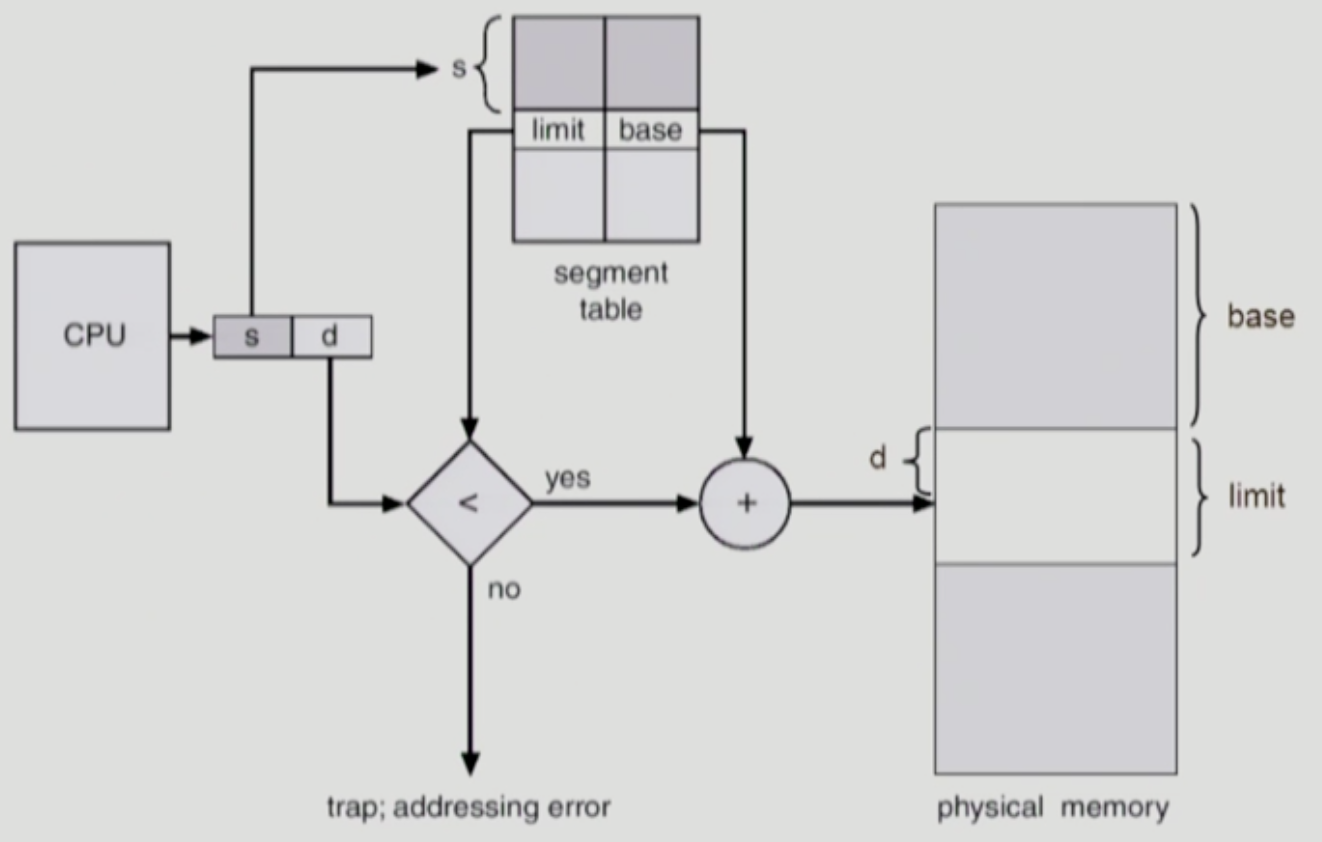 s
limit base
segment
table
CPU
s d
base
d
limit
<
yes
+
no
trap; addressing error
physical memory